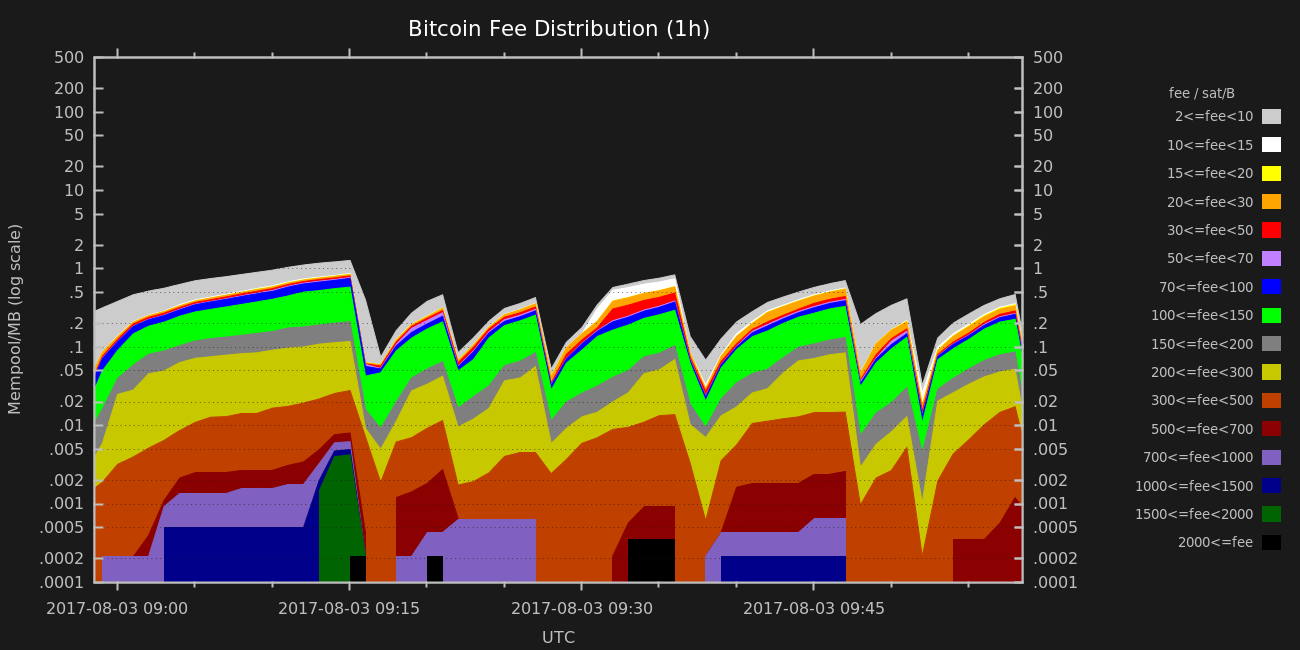 Bitcoin Fee Distribution (1h)
500 500
200 200
100 100
50 50
20 20
10 10
5 5
2 2
1 1
.5 .5
.2 .2
.1 .1
.05 .05
.02 .02
.01 .01
.005 .005
.002 .002
.001 .001
.0005 .0005
.0002 .0002
.0001 .0001
Mempool/MB (log scale)
2017-08-03 09:00 2017-08-03 09:15 2017-08-03 09:30 2017-08-03 09:45
UTC
fee / sat/B
2<=fee<10
10<=fee<15
15<=fee<20
20<=fee<30
30<=fee<50
50<=fee<70
70<=fee<100
100<=fee<150
150<=fee<200
200<=fee<300
300<=fee<500
500<=fee<700
700<=fee<1000
1000<=fee<1500
1500<=fee<2000
2000<=fee